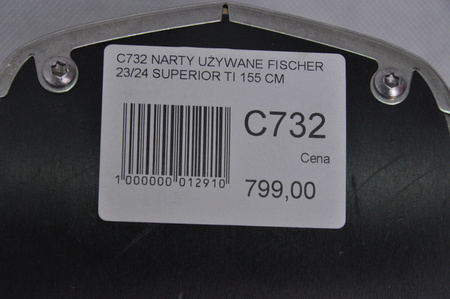 C732 NARTY UŻYWANE FISCHER
23/24 SUPERIOR TI 155 CM
C732
Cena
1 000000 012910
799,00